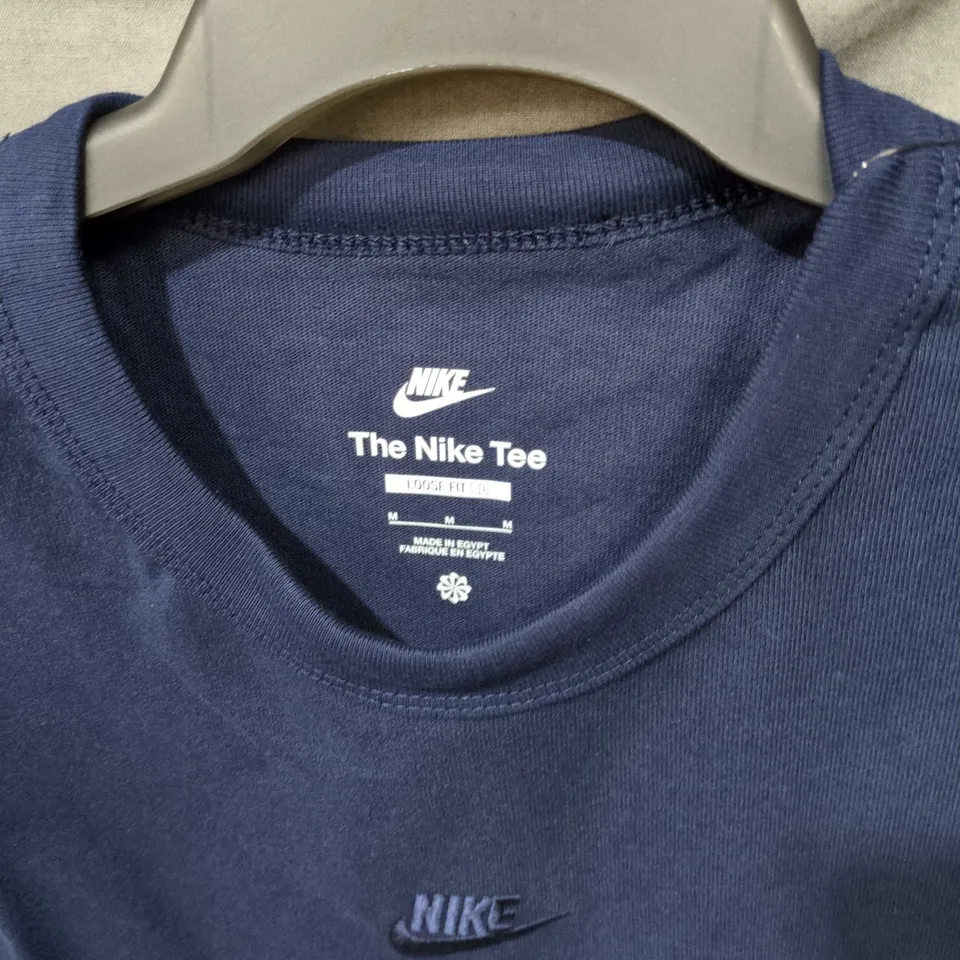 NIKE
The Nike Tee
LOOSE FIT
M M M
MADE IN EGYPT
FABRIQUE EN EGYPTE
NIKE